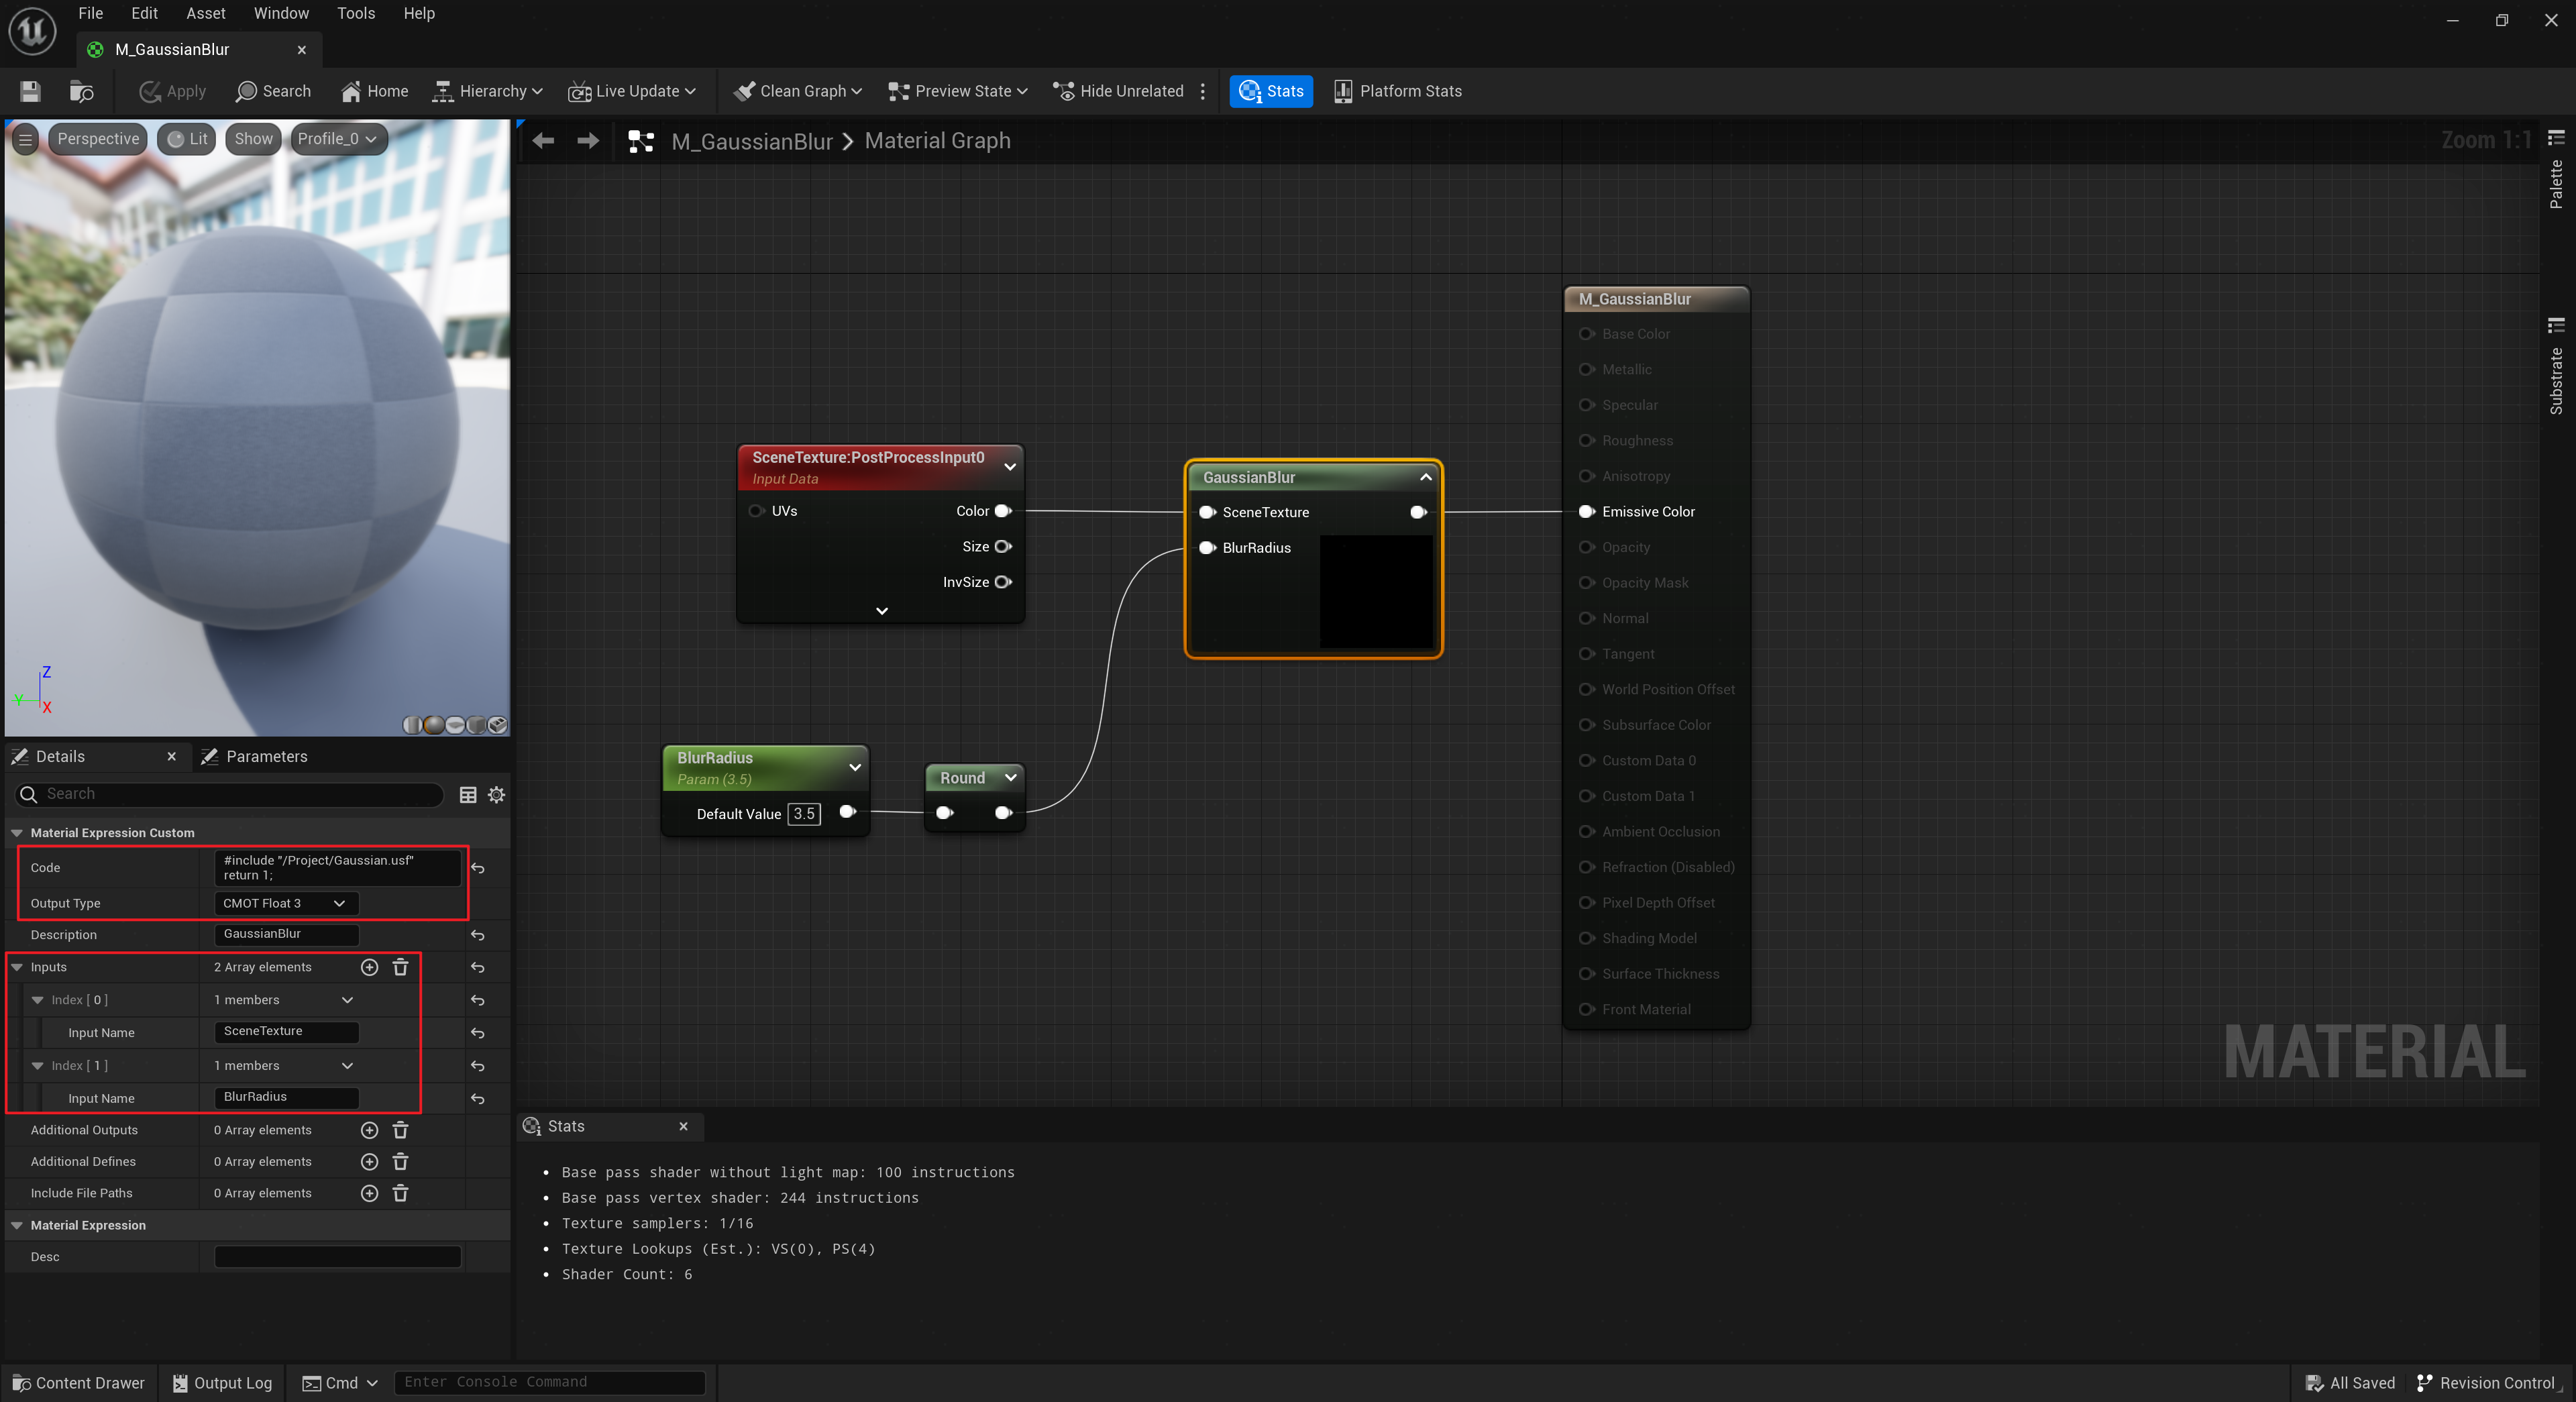 File Edit Asset Window Tools Help
M_GaussianBlur
Apply Search Home Hierarchy Live Update Clean Graph Preview State Hide Unrelated Stats Platform Stats
Perspective Lit Show Profile_0
M_GaussianBlur > Material Graph
Zoom 1:1
Palette
Substrate
M_GaussianBlur
Base Color
Metallic
Specular
Roughness
Anisotropy
Emissive Color
Opacity
Opacity Mask
Normal
Tangent
World Position Offset
Subsurface Color
Custom Data 0
Custom Data 1
Ambient Occlusion
Refraction (Disabled)
Pixel Depth Offset
Shading Model
Surface Thickness
Front Material
SceneTexture:PostProcessInput0
Input Data
UVs Color
Size
InvSize
GaussianBlur
SceneTexture
BlurRadius
BlurRadius
Param (3.5)
Default Value 3.5
Round
MATERIAL
Z
Y
X
Details Parameters
Search
Material Expression Custom
Code #include "/Project/Gaussian.usf"
return 1;
Output Type CMOT Float 3
Description GaussianBlur
Inputs 2 Array elements
Index [ 0 ] 1 members
Input Name SceneTexture
Index [ 1 ] 1 members
Input Name BlurRadius
Additional Outputs 0 Array elements
Additional Defines 0 Array elements
Include File Paths 0 Array elements
Material Expression
Desc
Stats
• Base pass shader without light map: 100 instructions
• Base pass vertex shader: 244 instructions
• Texture samplers: 1/16
• Texture Lookups (Est.): VS(0), PS(4)
• Shader Count: 6
Content Drawer Output Log Cmd Enter Console Command All Saved Revision Control